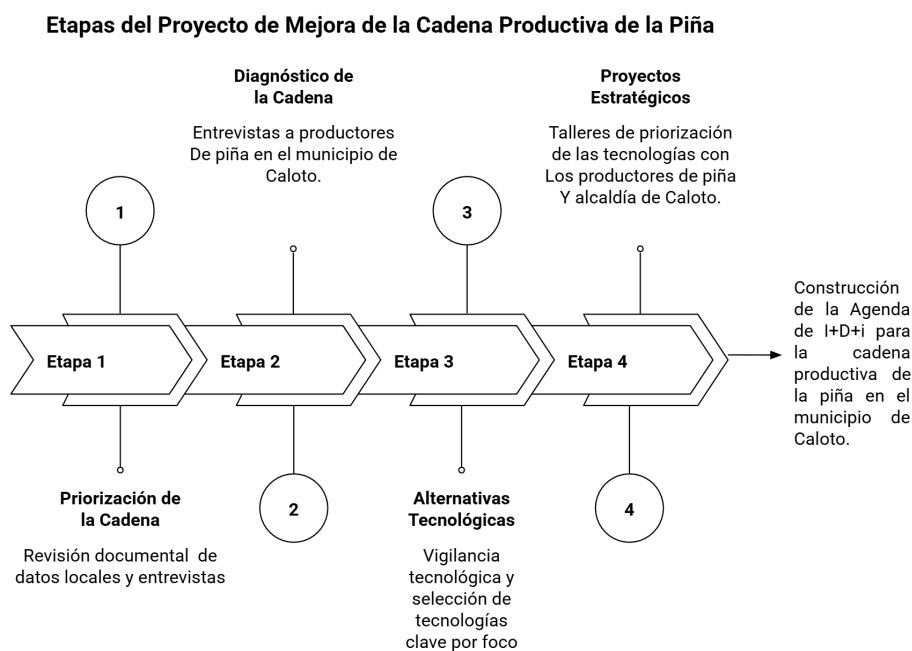 Etapas del Proyecto de Mejora de la Cadena Productiva de la Piña
Diagnóstico de
la Cadena
Entrevistas a productores
De piña en el municipio de
Caloto.
Proyectos
Estratégicos
Talleres de priorización
de las tecnologías con
Los productores de piña
Y alcaldía de Caloto.
1
3
Etapa 1
Etapa 2
Etapa 3
Etapa 4
Construcción
de la Agenda
de I+D+i para
la cadena
productiva de
la piña en el
municipio de
Caloto.
Priorización de
la Cadena
Revisión documental de
datos locales y entrevistas
2
Alternativas
Tecnológicas
Vigilancia
tecnológica y
selección de
tecnologías
clave por foco
4